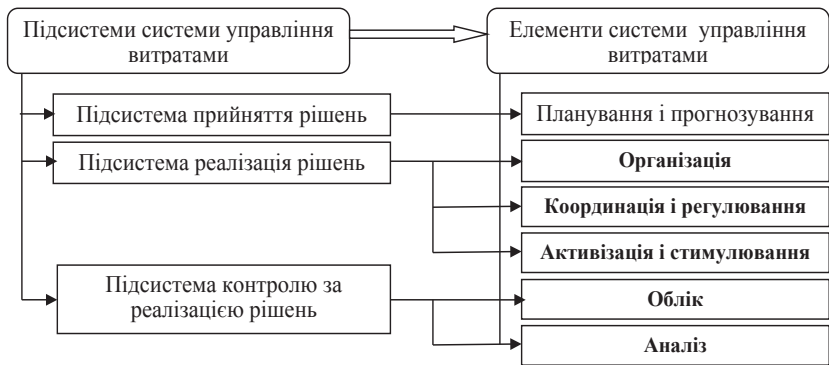 Підсистеми системи управління
витратами
Елементи системи управління
витратами
Підсистема прийняття рішень
Планування і прогнозування
Підсистема реалізація рішень
Організація
Координація і регулювання
Активізація і стимулювання
Підсистема контролю за
реалізацією рішень
Облік
Аналіз